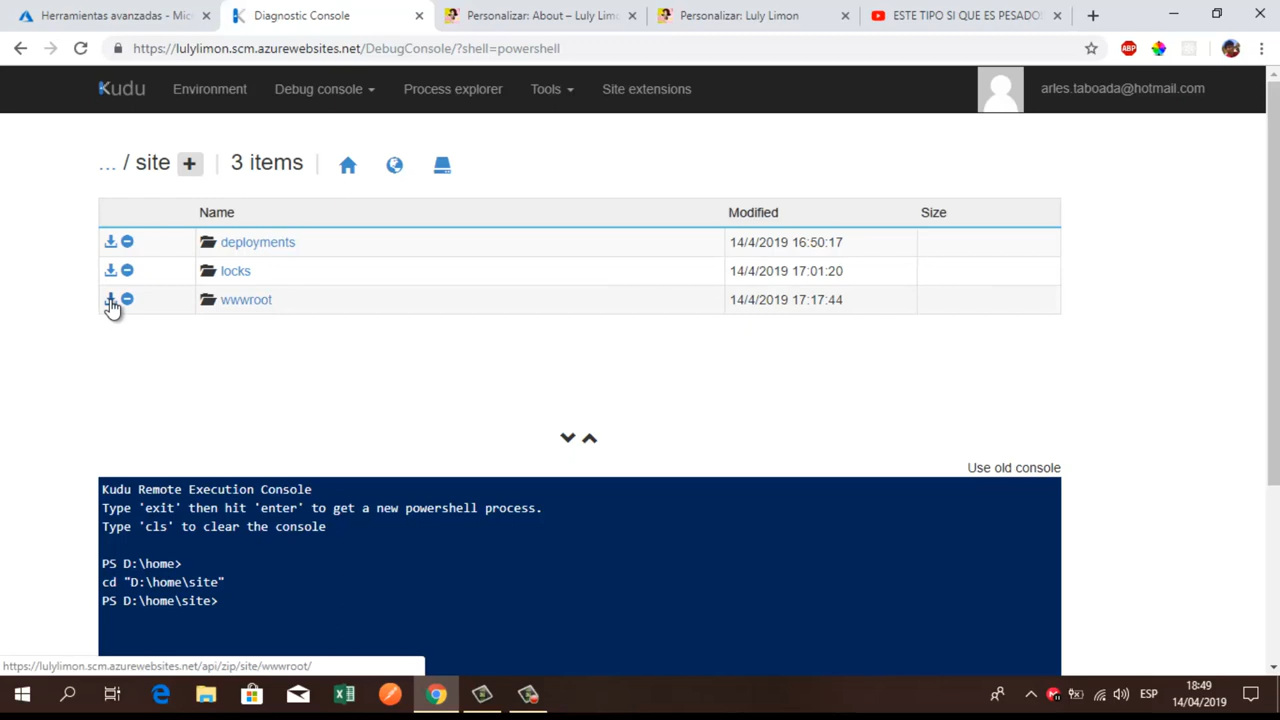 Herramientas avanzadas - Mic
Diagnostic Console
Personalizar: About – Luly Lim
Personalizar: Luly Limon
ESTE TIPO SI QUE ES PESADO
https://lulylimon.scm.azurewebsites.net/DebugConsole/?shell=powershell
ABP
Kudu
Environment
Debug console
Process explorer
Tools
Site extensions
arles.taboada@hotmail.com
... / site
3 items
Name
Modified
Size
deployments
14/4/2019 16:50:17
locks
14/4/2019 17:01:20
wwwroot
14/4/2019 17:17:44
Use old console
Kudu Remote Execution Console
Type 'exit' then hit 'enter' to get a new powershell process.
Type 'cls' to clear the console
PS D:\home>
cd "D:\home\site"
PS D:\home\site>
https://lulylimon.scm.azurewebsites.net/api/zip/site/wwwroot/
ESP
18:49
14/04/2019